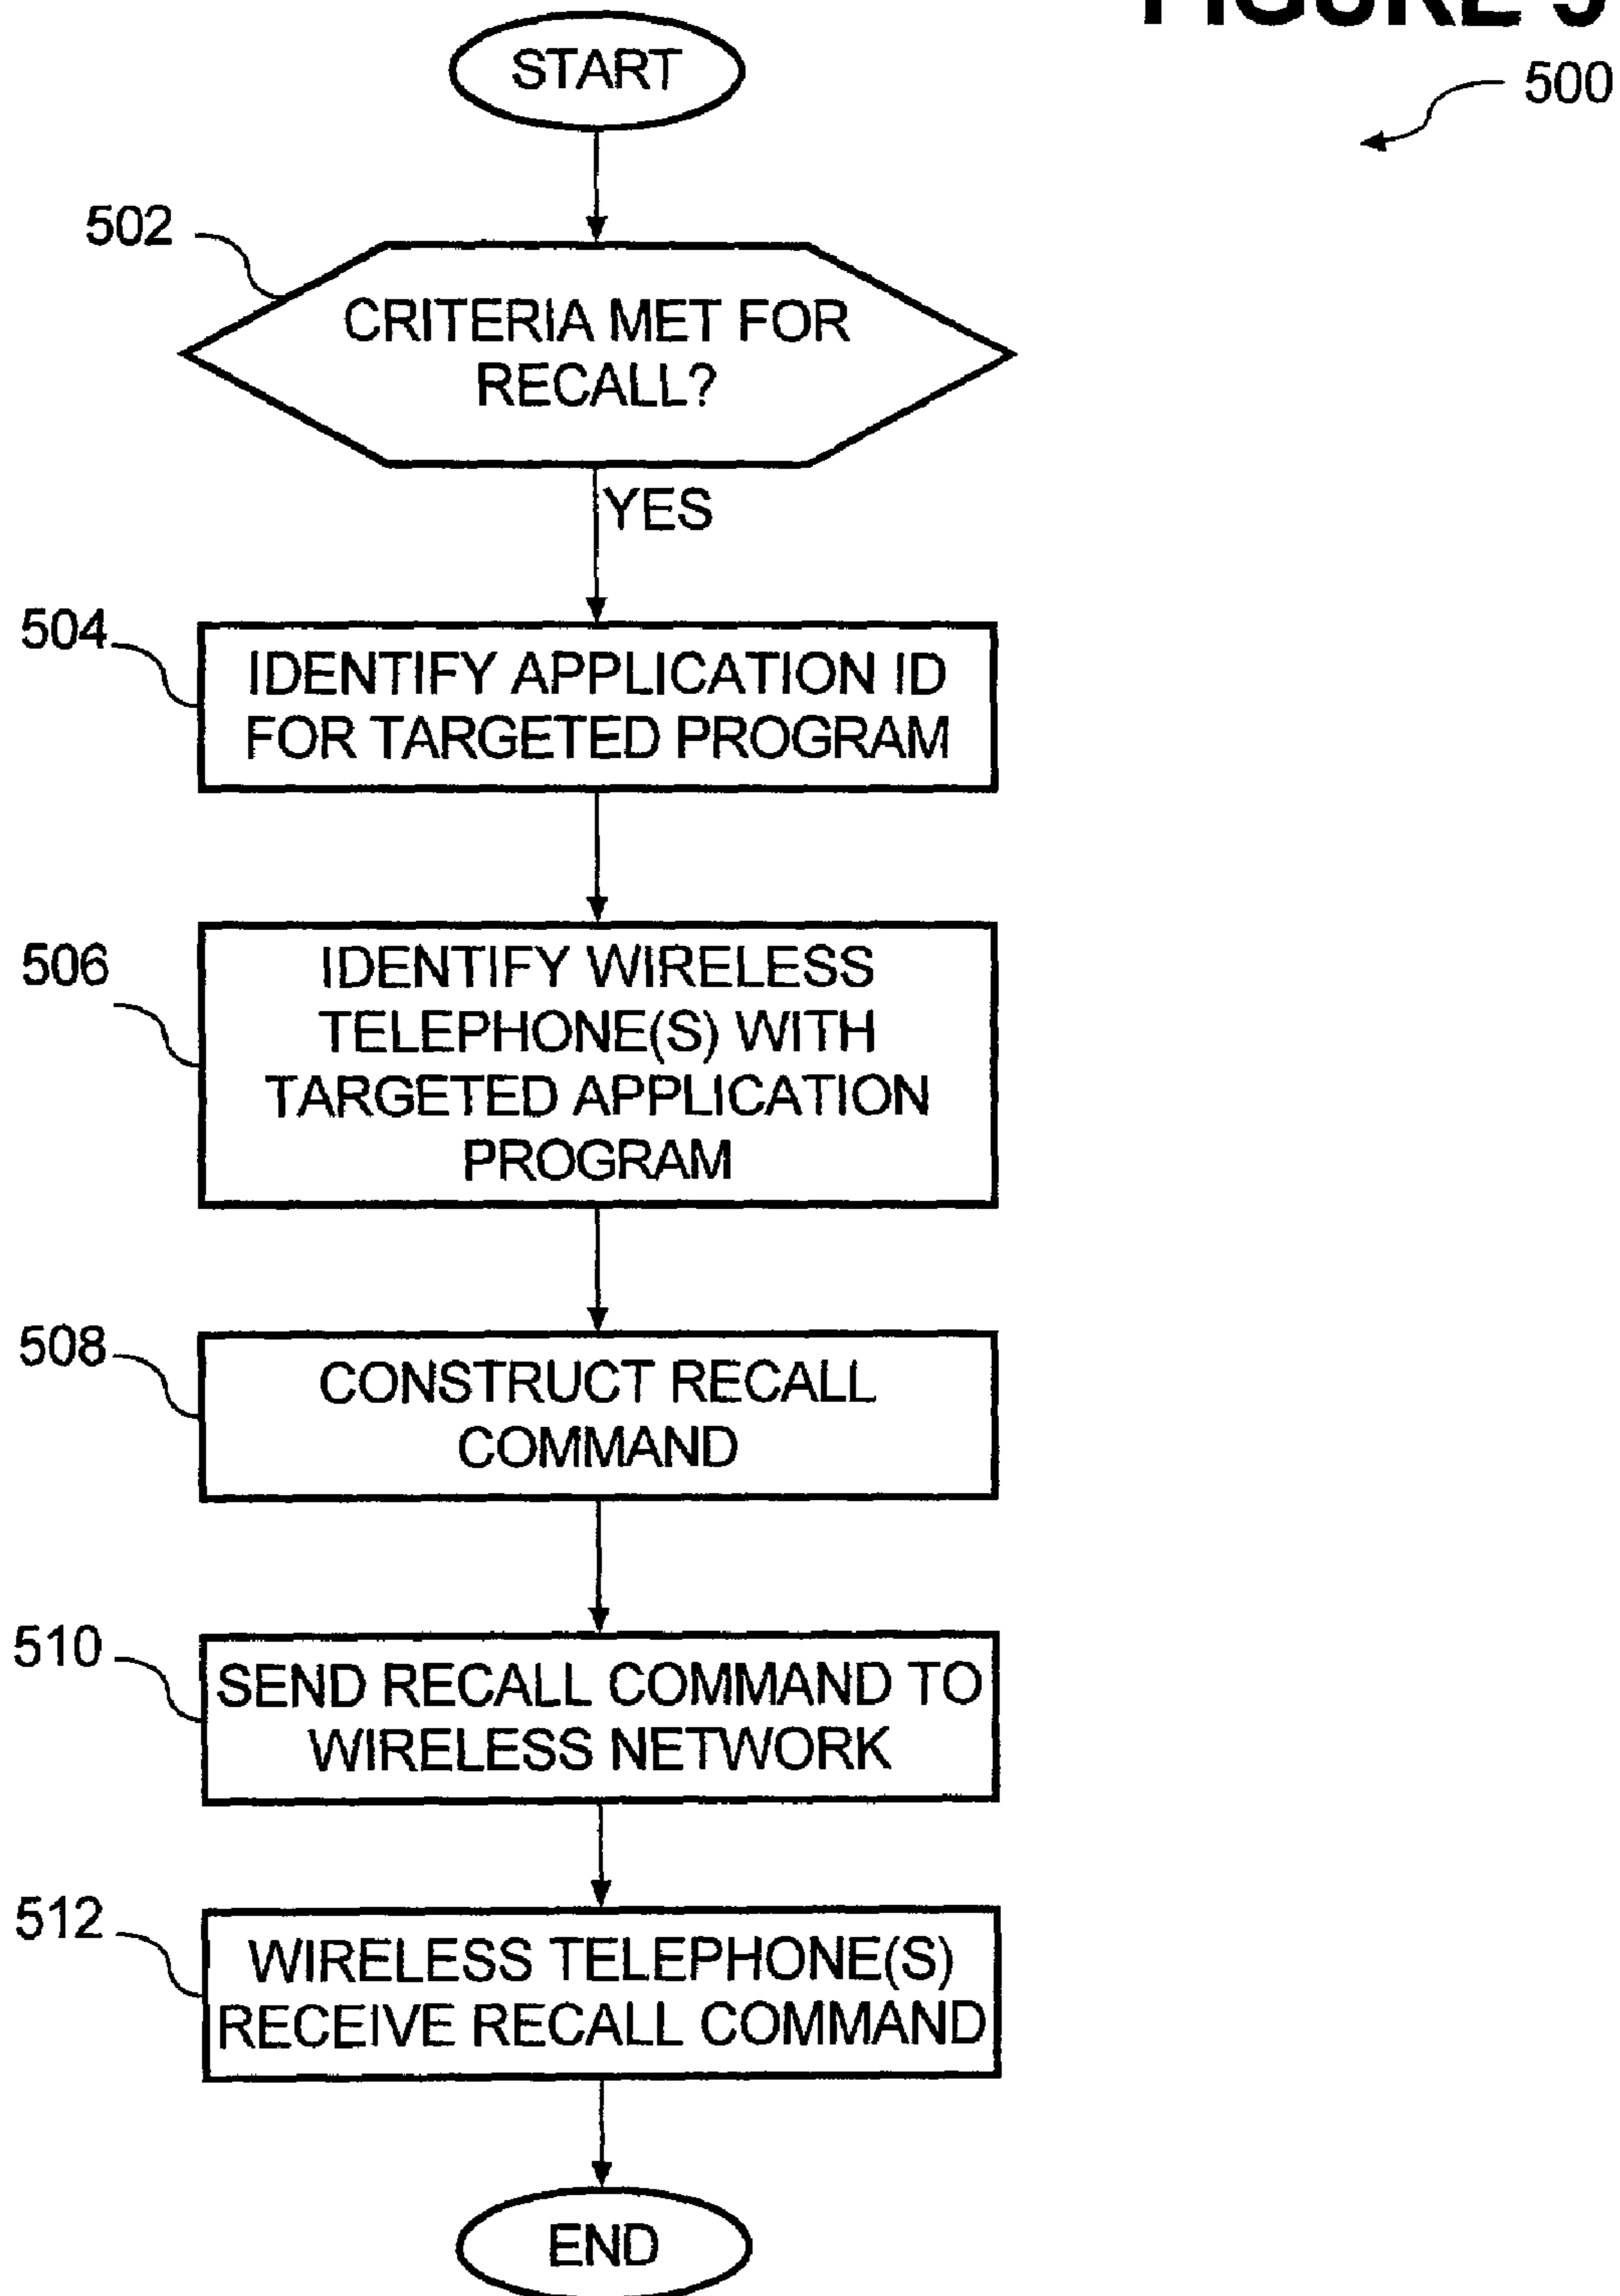 FIGURE 5
500
START
502
CRITERIA MET FOR
RECALL?
YES
504
IDENTIFY APPLICATION ID
FOR TARGETED PROGRAM
506
IDENTIFY WIRELESS
TELEPHONE(S) WITH
TARGETED APPLICATION
PROGRAM
508
CONSTRUCT RECALL
COMMAND
510
SEND RECALL COMMAND TO
WIRELESS NETWORK
512
WIRELESS TELEPHONE(S)
RECEIVE RECALL COMMAND
END